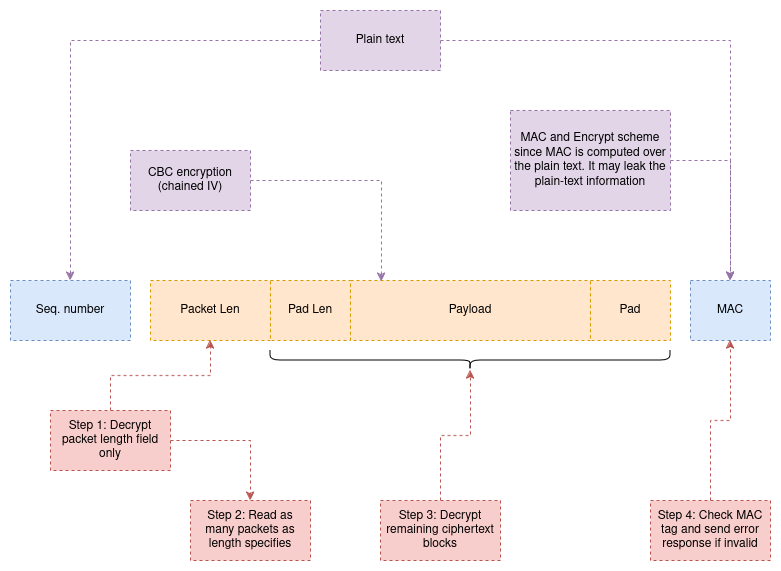 Plain text
MAC and Encrypt scheme
since MAC is computed over
the plain text. It may leak the
plain-text information
CBC encryption
(chained IV)
Seq. number
Packet Len
Pad Len
Payload
Pad
MAC
Step 1: Decrypt
packet length field
only
Step 2: Read as
many packets as
length specifies
Step 3: Decrypt
remaining ciphertext
blocks
Step 4: Check MAC
tag and send error
response if invalid